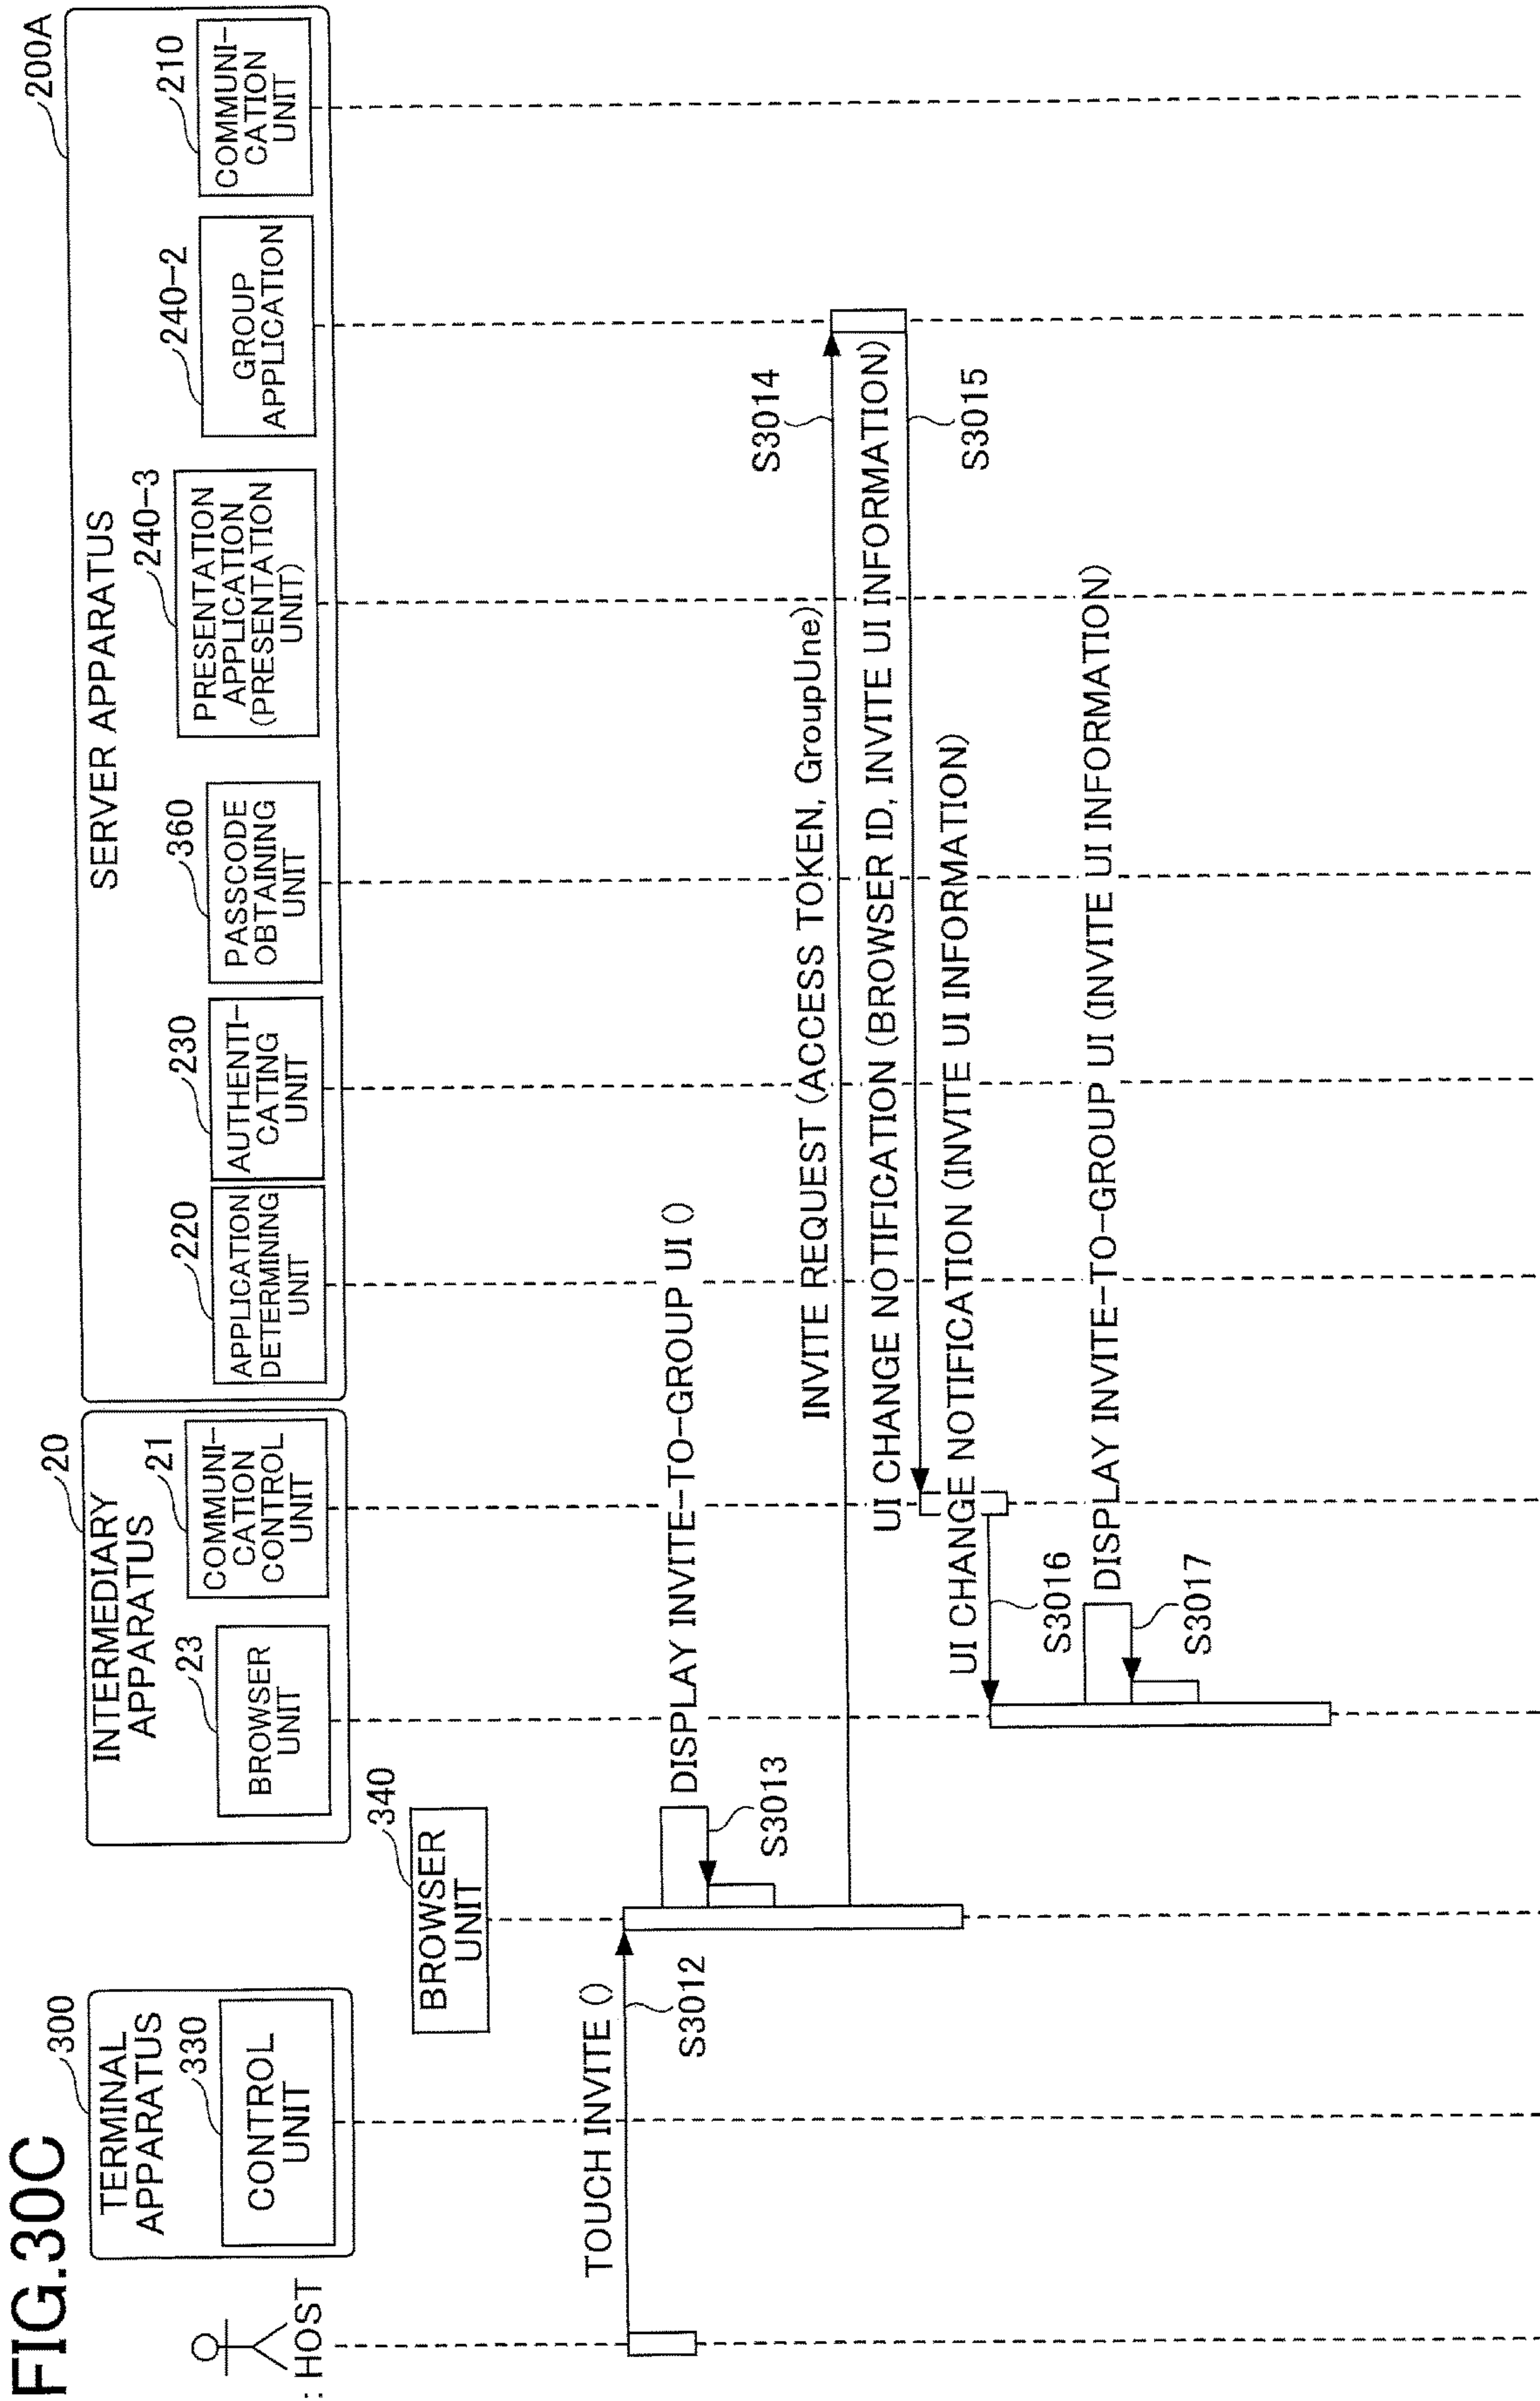 FIG.30C
: HOST
300
TERMINAL
APPARATUS
330
CONTROL
UNIT
340
BROWSER
UNIT
20
INTERMEDIARY
APPARATUS
23
BROWSER
UNIT
21
COMMUNI-
CATION
CONTROL
UNIT
200A
SERVER APPARATUS
220
APPLICATION
DETERMINING
UNIT
230
AUTHENTI-
CATING
UNIT
360
PASSCODE
OBTAINING
UNIT
240-3
PRESENTATION
APPLICATION
(PRESENTATION
UNIT)
240-2
GROUP
APPLICATION
210
COMMUNI-
CATION
UNIT
TOUCH INVITE ()
S3012
DISPLAY INVITE-TO-GROUP UI ()
S3013
INVITE REQUEST (ACCESS TOKEN, GroupUne)
S3014
UI CHANGE NOTIFICATION (BROWSER ID, INVITE UI INFORMATION)
S3015
UI CHANGE NOTIFICATION (INVITE UI INFORMATION)
S3016
DISPLAY INVITE-TO-GROUP UI (INVITE UI INFORMATION)
S3017